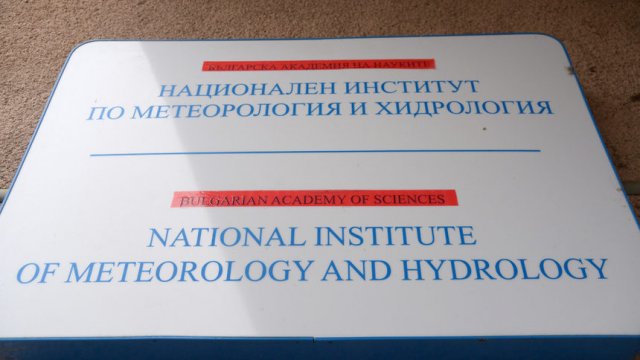 БЪЛГАРСКА АКАДЕМИЯ НА НАУКИТЕ
НАЦИОНАЛЕН ИНСТИТУТ
ПО МЕТЕОРОЛОГИЯ И ХИДРОЛОГИЯ
BULGARIAN ACADEMY OF SCIENCES
NATIONAL INSTITUTE
OF METEOROLOGY AND HYDROLOGY